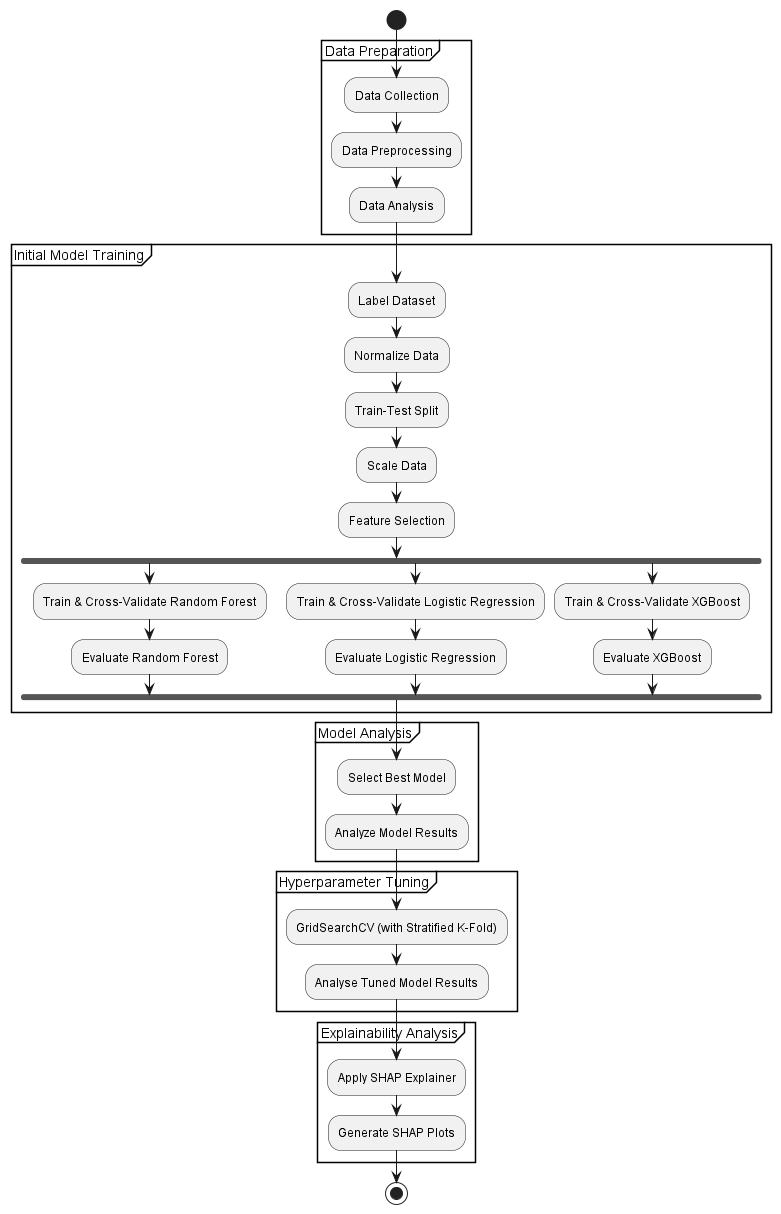 Data Preparation
Data Collection
Data Preprocessing
Data Analysis
Initial Model Training
Label Dataset
Normalize Data
Train-Test Split
Scale Data
Feature Selection
Train & Cross-Validate Random Forest
Train & Cross-Validate Logistic Regression
Train & Cross-Validate XGBoost
Evaluate Random Forest
Evaluate Logistic Regression
Evaluate XGBoost
Model Analysis
Select Best Model
Analyze Model Results
Hyperparameter Tuning
GridSearchCV (with Stratified K-Fold)
Analyse Tuned Model Results
Explainability Analysis
Apply SHAP Explainer
Generate SHAP Plots